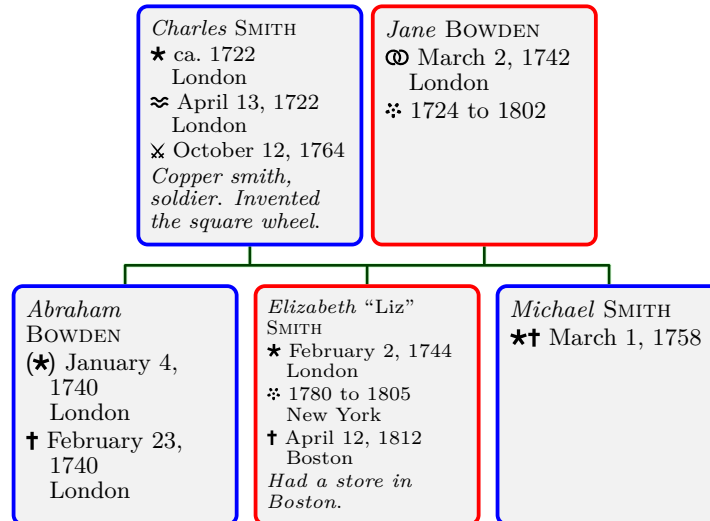 Charles SMITH
* ca. 1722
London
≈ April 13, 1722
London
⚔ October 12, 1764
Copper smith,
soldier. Invented
the square wheel.
Jane BOWDEN
⚭ March 2, 1742
London
⁘ 1724 to 1802
Abraham
BOWDEN
(*) January 4,
1740
London
† February 23,
1740
London
Elizabeth “Liz”
SMITH
* February 2, 1744
London
⁘ 1780 to 1805
New York
† April 12, 1812
Boston
Had a store in
Boston.
Michael SMITH
*† March 1, 1758